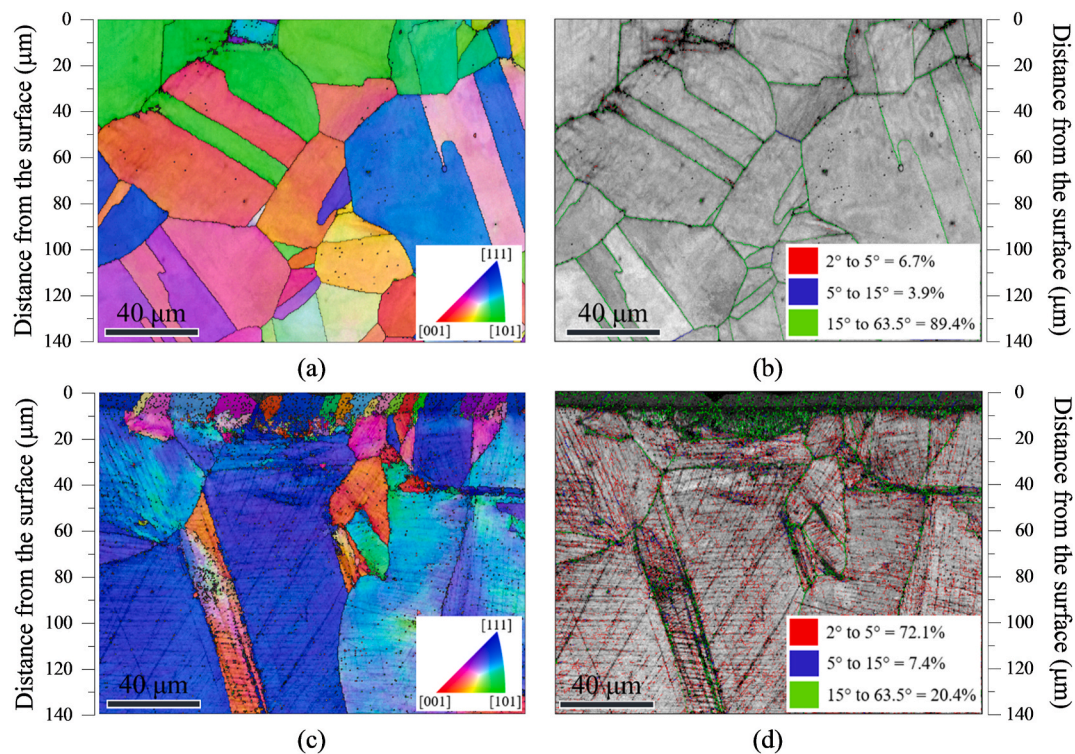 Distance from the surface (μm)
0
20
40
60
80
100
120
140
40 μm
[111]
[001]
[101]
(a)
2° to 5° = 6.7%
5° to 15° = 3.9%
15° to 63.5° = 89.4%
40 μm
(b)
0
20
40
60
80
100
120
140
Distance from the surface (μm)
Distance from the surface (μm)
0
20
40
60
80
100
120
140
40 μm
[111]
[001]
[101]
(c)
2° to 5° = 72.1%
5° to 15° = 7.4%
15° to 63.5° = 20.4%
40 μm
(d)
0
20
40
60
80
100
120
140
Distance from the surface (μm)